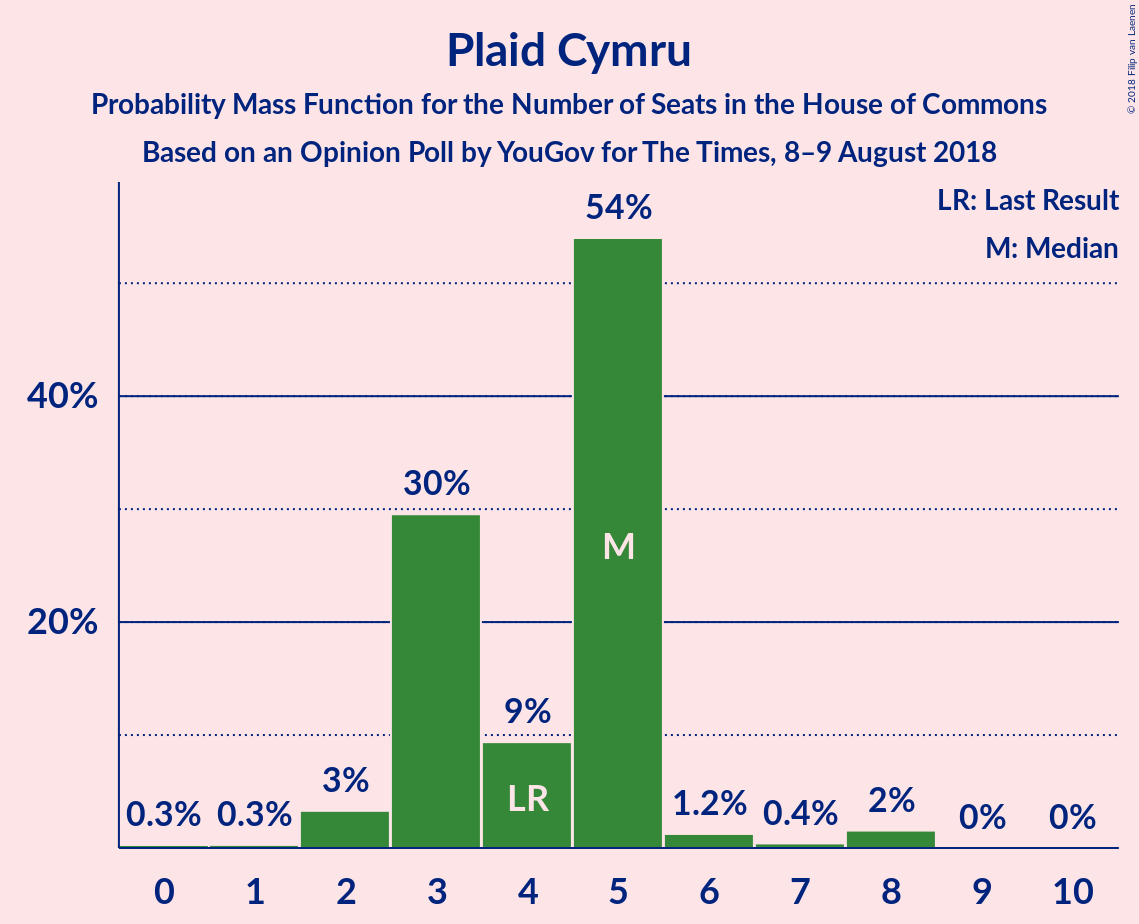 Plaid Cymru
Probability Mass Function for the Number of Seats in the House of Commons
Based on an Opinion Poll by YouGov for The Times, 8–9 August 2018
© 2018 Filip van Laenen
LR: Last Result
M: Median
54%
40%
30%
M
20%
9%
LR
3%
0.3% 0.3% 1.2% 0.4% 2% 0% 0%
0 1 2 3 4 5 6 7 8 9 10